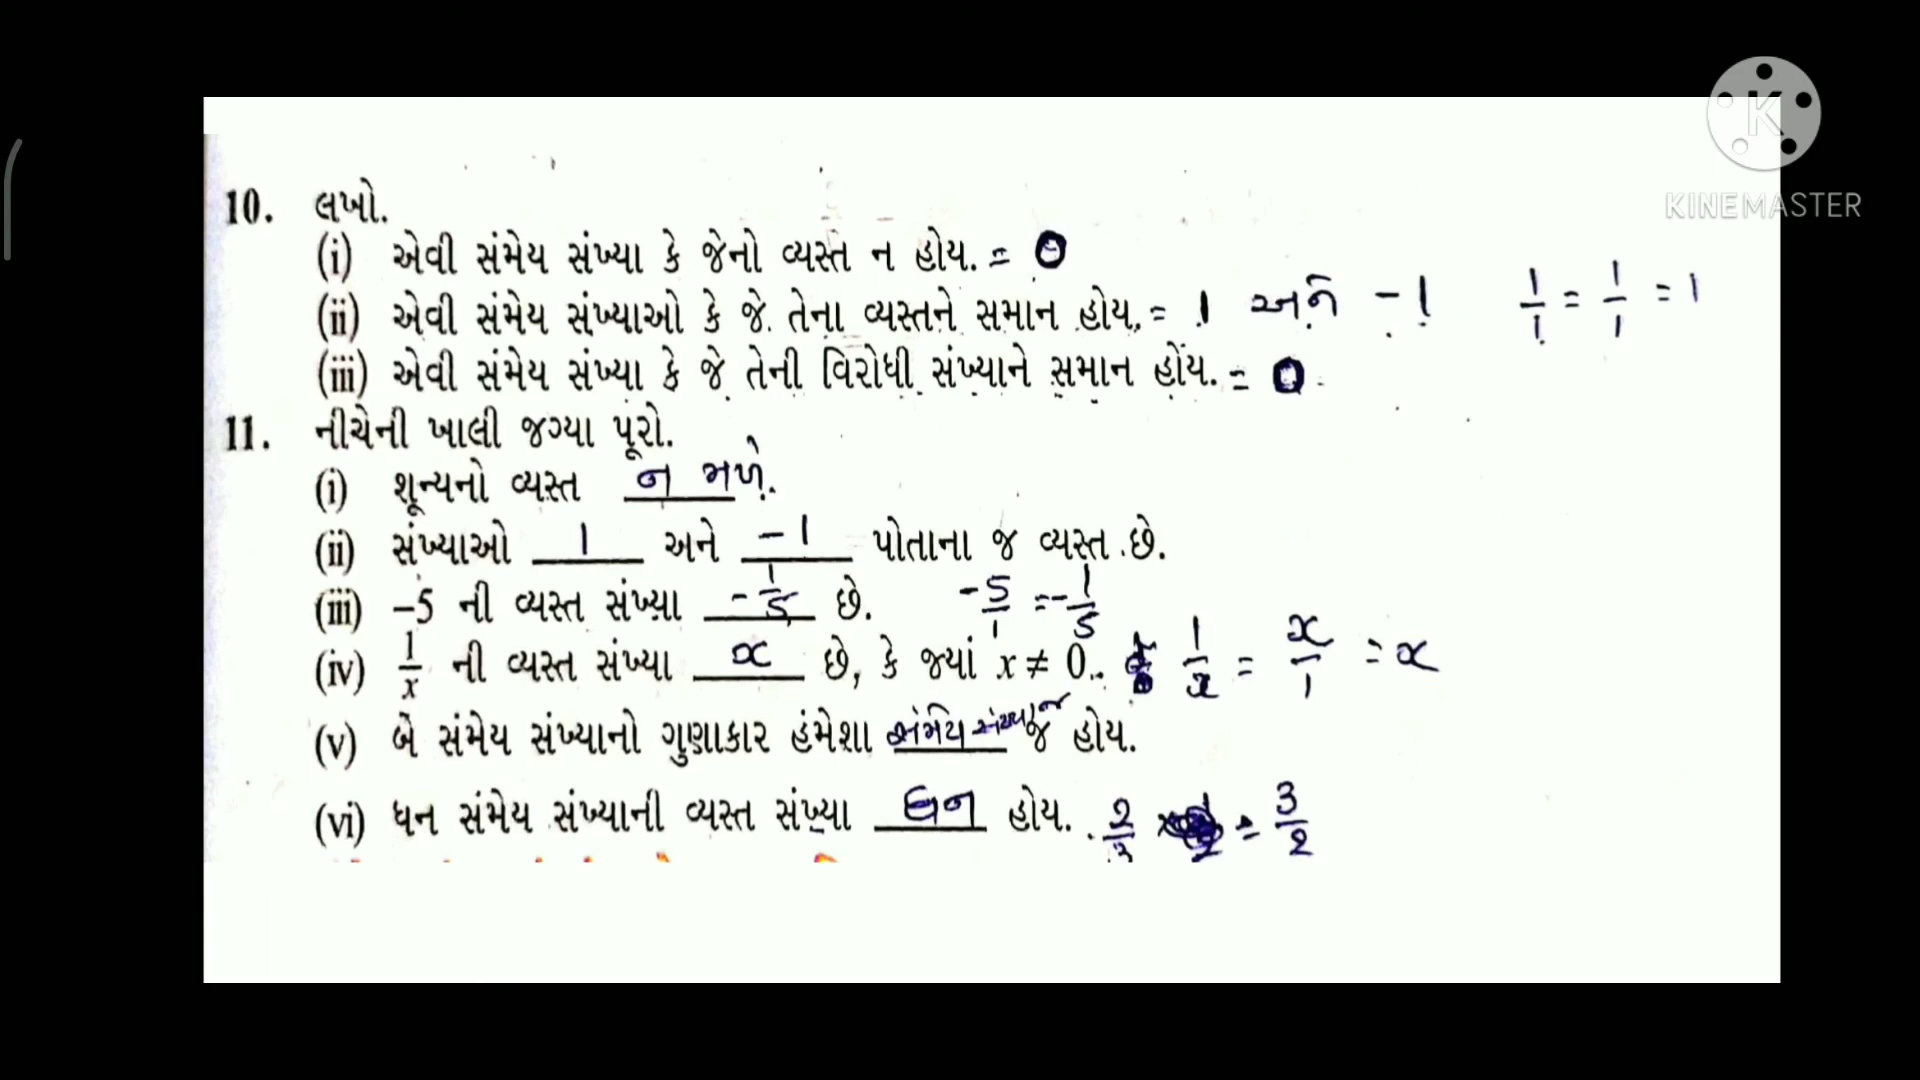 KINEMASTER
10. લખો.
(i) એવી સંમેય સંખ્યા કે જેનો વ્યસ્ત ન હોય. = 0
(ii) એવી સંમેય સંખ્યાઓ કે જે તેના વ્યસ્તને સમાન હોય. = 1 અને -1 1/1 = 1/1 = 1
(iii) એવી સંમેય સંખ્યા કે જે તેની વિરોધી સંખ્યાને સમાન હોય. = 0
11. નીચેની ખાલી જગ્યા પૂરો.
(i) શૂન્યનો વ્યસ્ત ન મળે.
(ii) સંખ્યાઓ 1 અને -1 પોતાના જ વ્યસ્ત છે.
(iii) –5 ની વ્યસ્ત સંખ્યા -1/5 છે. -5/1 = -1/5
(iv) 1/x ની વ્યસ્ત સંખ્યા x છે, કે જ્યાં x ≠ 0. 1/x = x/1 = x
(v) બે સંમેય સંખ્યાનો ગુણાકાર હંમેશા સંમેય સંખ્યા જ હોય.
(vi) ધન સંમેય સંખ્યાની વ્યસ્ત સંખ્યા ધન હોય. 2/3 = 3/2